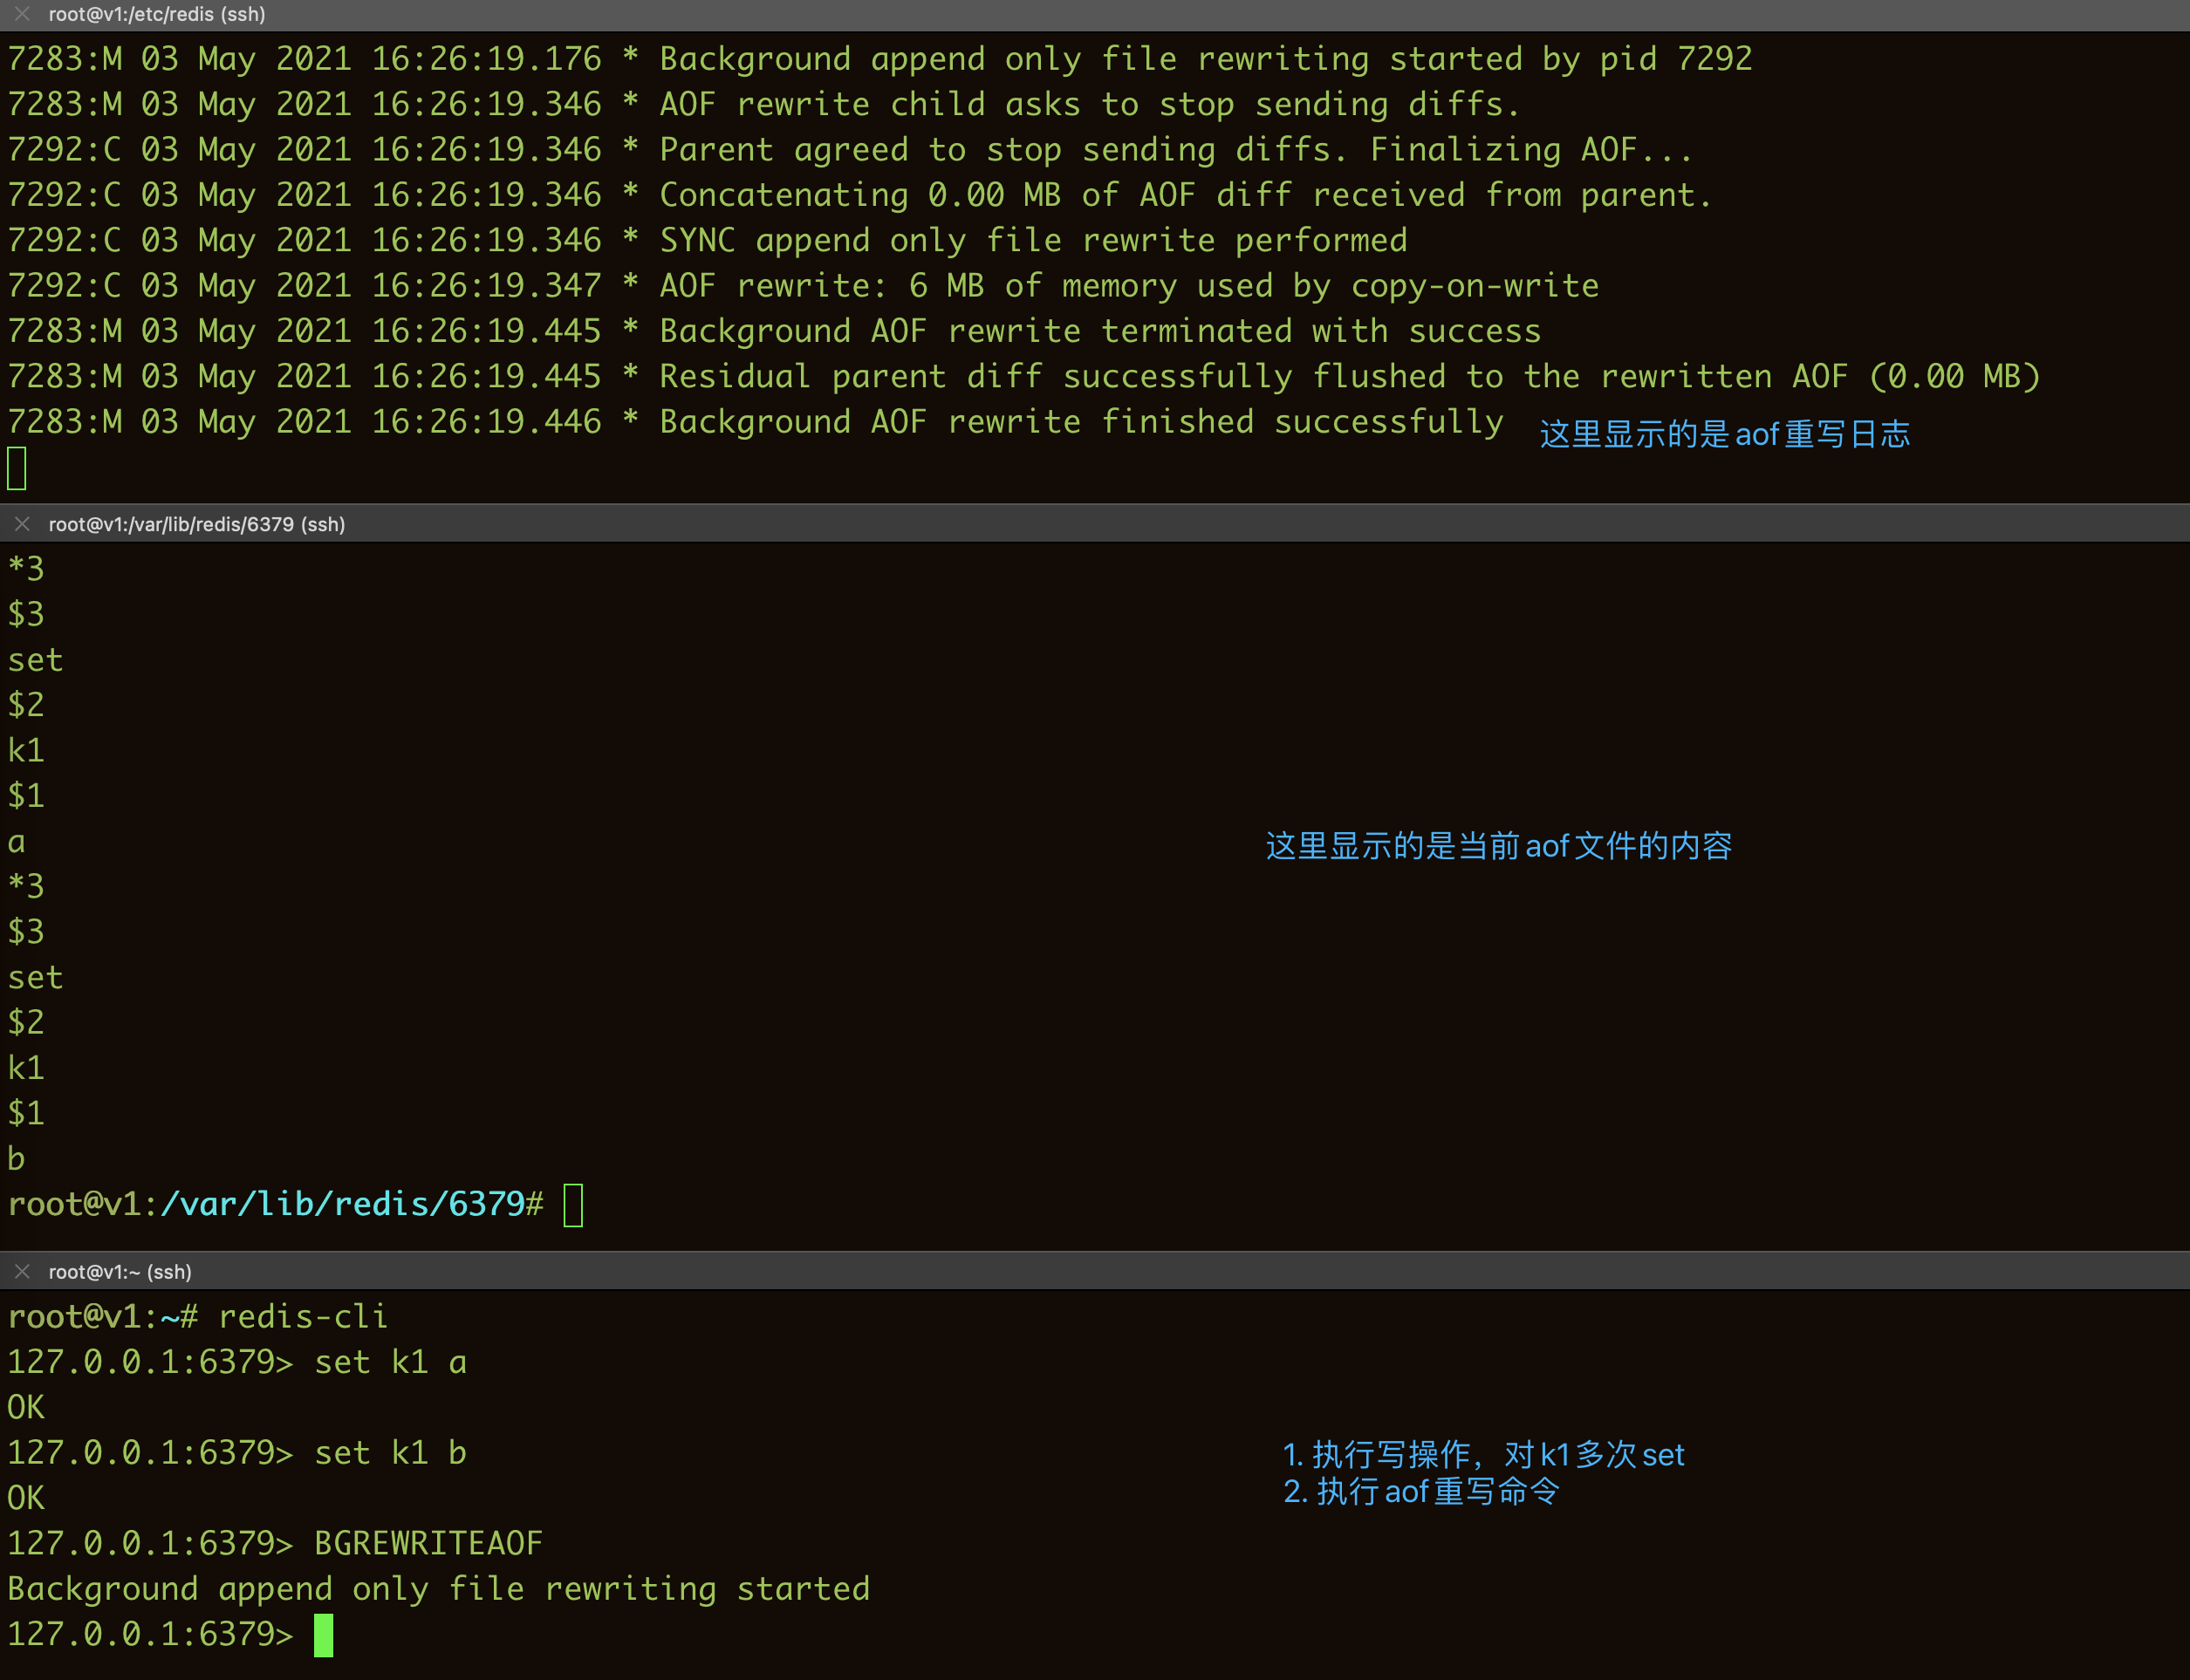 root@v1:/etc/redis (ssh)
7283:M 03 May 2021 16:26:19.176 * Background append only file rewriting started by pid 7292
7283:M 03 May 2021 16:26:19.346 * AOF rewrite child asks to stop sending diffs.
7292:C 03 May 2021 16:26:19.346 * Parent agreed to stop sending diffs. Finalizing AOF...
7292:C 03 May 2021 16:26:19.346 * Concatenating 0.00 MB of AOF diff received from parent.
7292:C 03 May 2021 16:26:19.346 * SYNC append only file rewrite performed
7292:C 03 May 2021 16:26:19.347 * AOF rewrite: 6 MB of memory used by copy-on-write
7283:M 03 May 2021 16:26:19.445 * Background AOF rewrite terminated with success
7283:M 03 May 2021 16:26:19.445 * Residual parent diff successfully flushed to the rewritten AOF (0.00 MB)
7283:M 03 May 2021 16:26:19.446 * Background AOF rewrite finished successfully
这里显示的是aof重写日志
root@v1:/var/lib/redis/6379 (ssh)
*3
$3
set
$2
k1
$1
a
这里显示的是当前aof文件的内容
*3
$3
set
$2
k1
$1
b
root@v1:/var/lib/redis/6379#
root@v1:~ (ssh)
root@v1:~# redis-cli
127.0.0.1:6379> set k1 a
OK
127.0.0.1:6379> set k1 b
OK
127.0.0.1:6379> BGREWRITEAOF
Background append only file rewriting started
127.0.0.1:6379>
1. 执行写操作，对k1多次set
2. 执行aof重写命令